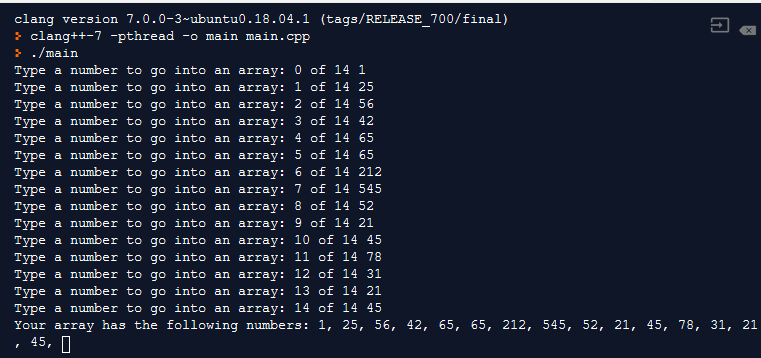 clang version 7.0.0-3~ubuntu0.18.04.1 (tags/RELEASE_700/final)
> clang++-7 -pthread -o main main.cpp
> ./main
Type a number to go into an array: 0 of 14 1
Type a number to go into an array: 1 of 14 25
Type a number to go into an array: 2 of 14 56
Type a number to go into an array: 3 of 14 42
Type a number to go into an array: 4 of 14 65
Type a number to go into an array: 5 of 14 65
Type a number to go into an array: 6 of 14 212
Type a number to go into an array: 7 of 14 545
Type a number to go into an array: 8 of 14 52
Type a number to go into an array: 9 of 14 21
Type a number to go into an array: 10 of 14 45
Type a number to go into an array: 11 of 14 78
Type a number to go into an array: 12 of 14 31
Type a number to go into an array: 13 of 14 21
Type a number to go into an array: 14 of 14 45
Your array has the following numbers: 1, 25, 56, 42, 65, 65, 212, 545, 52, 21, 45, 78, 31, 21
, 45,